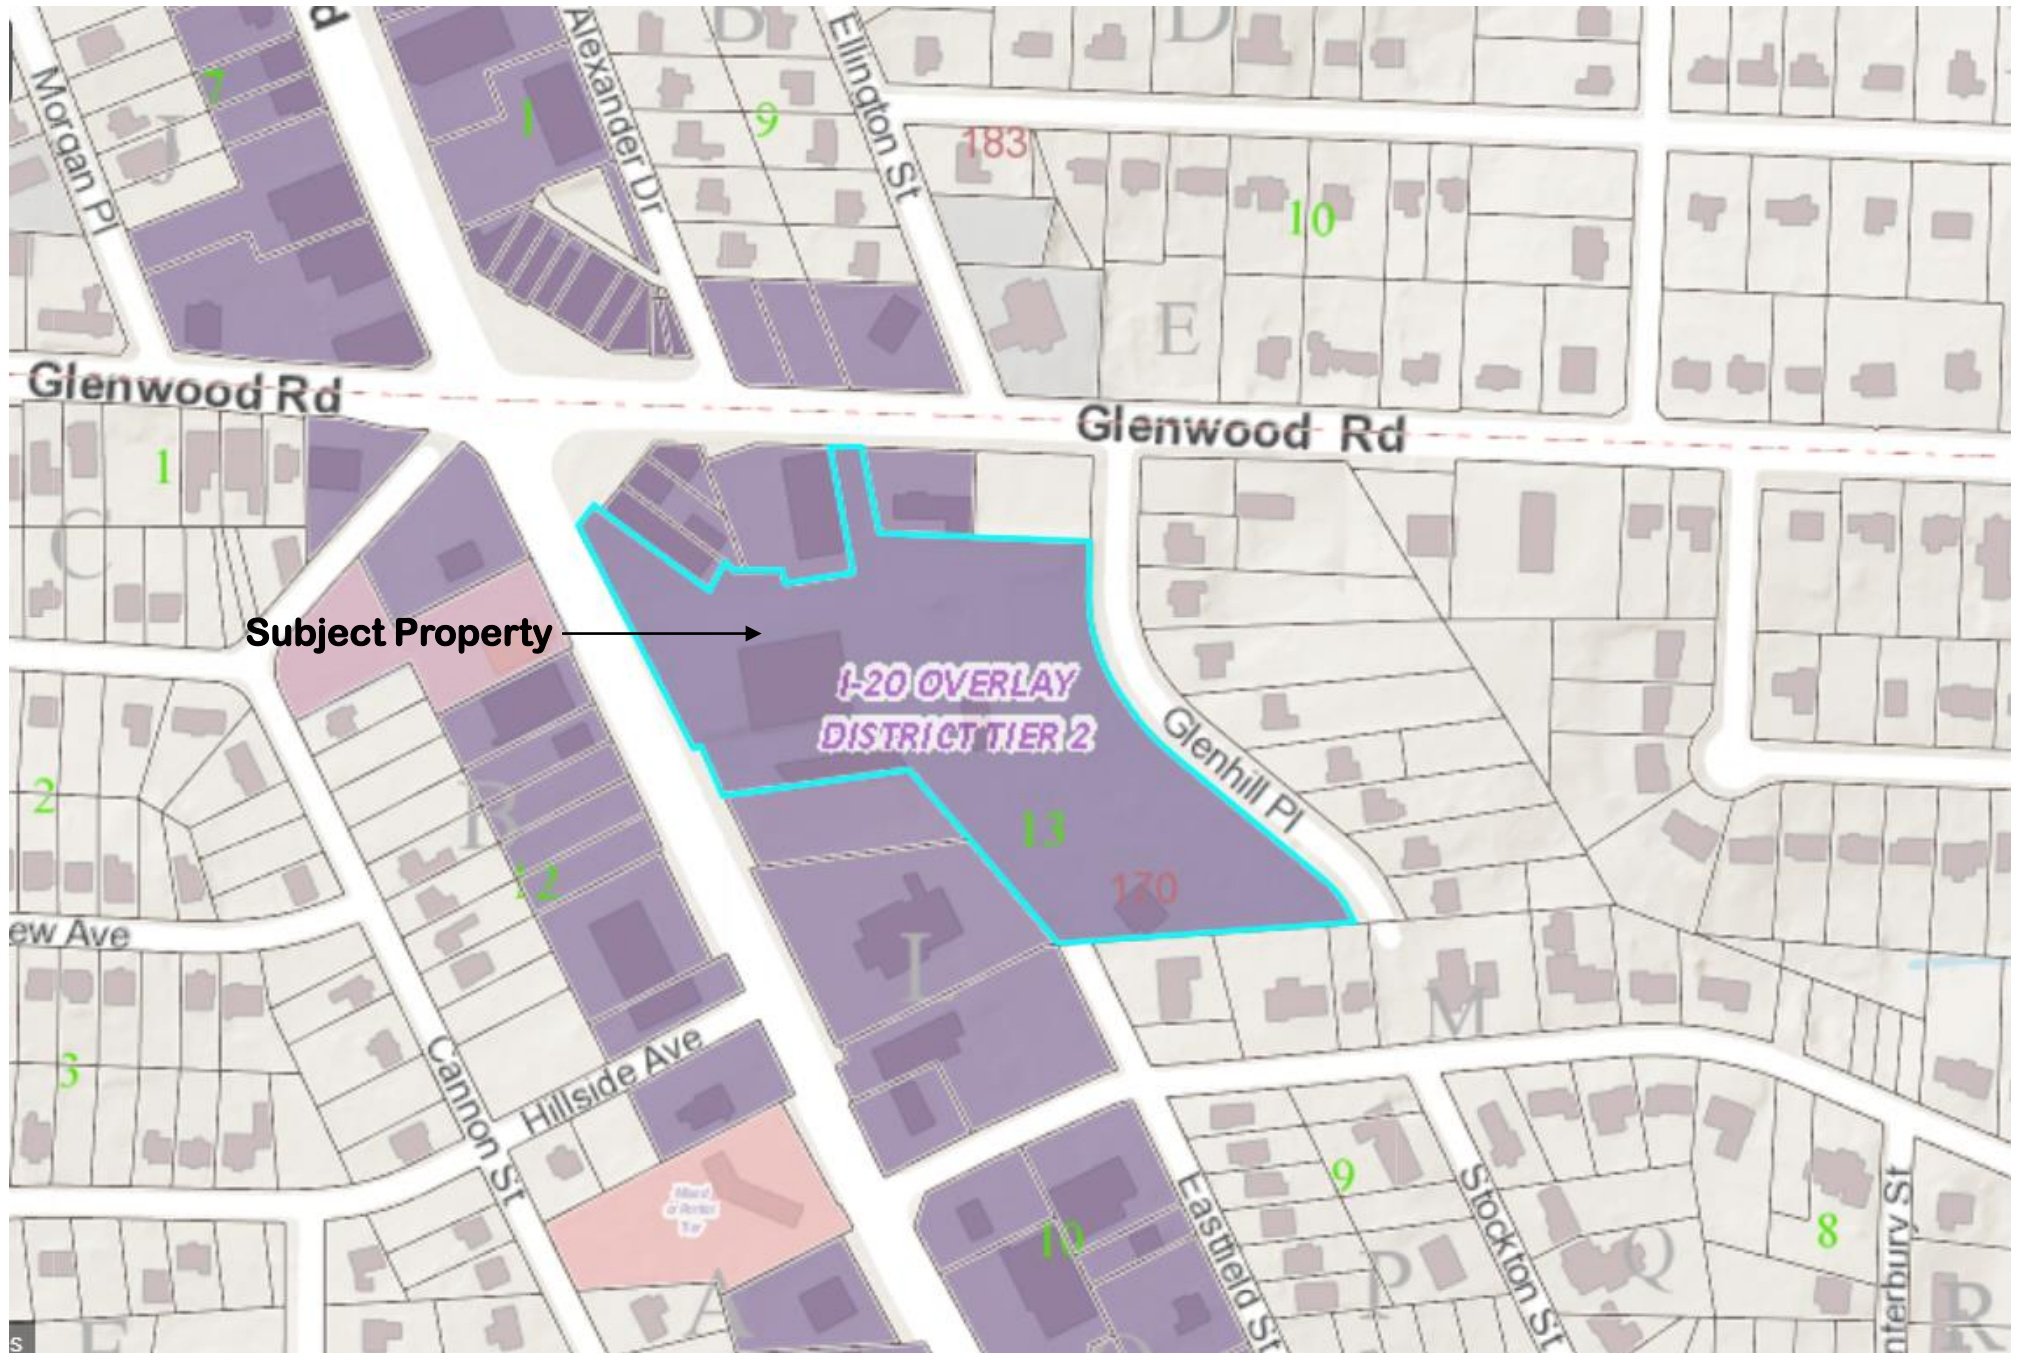 d
B
D
Alexander Dr
Ellington St
Morgan Pl
7
J
1
9
183
10
E
Glenwood Rd
Glenwood Rd
1
C
Subject Property
I-20 OVERLAY
DISTRICT TIER 2
Glenhill Pl
2
B
13
12
170
ew Ave
L
M
3
Cannon St
Hillside Ave
9
Stockton St
Eastfield St
10
8
nterbury St
Q
P
A
R
F
s